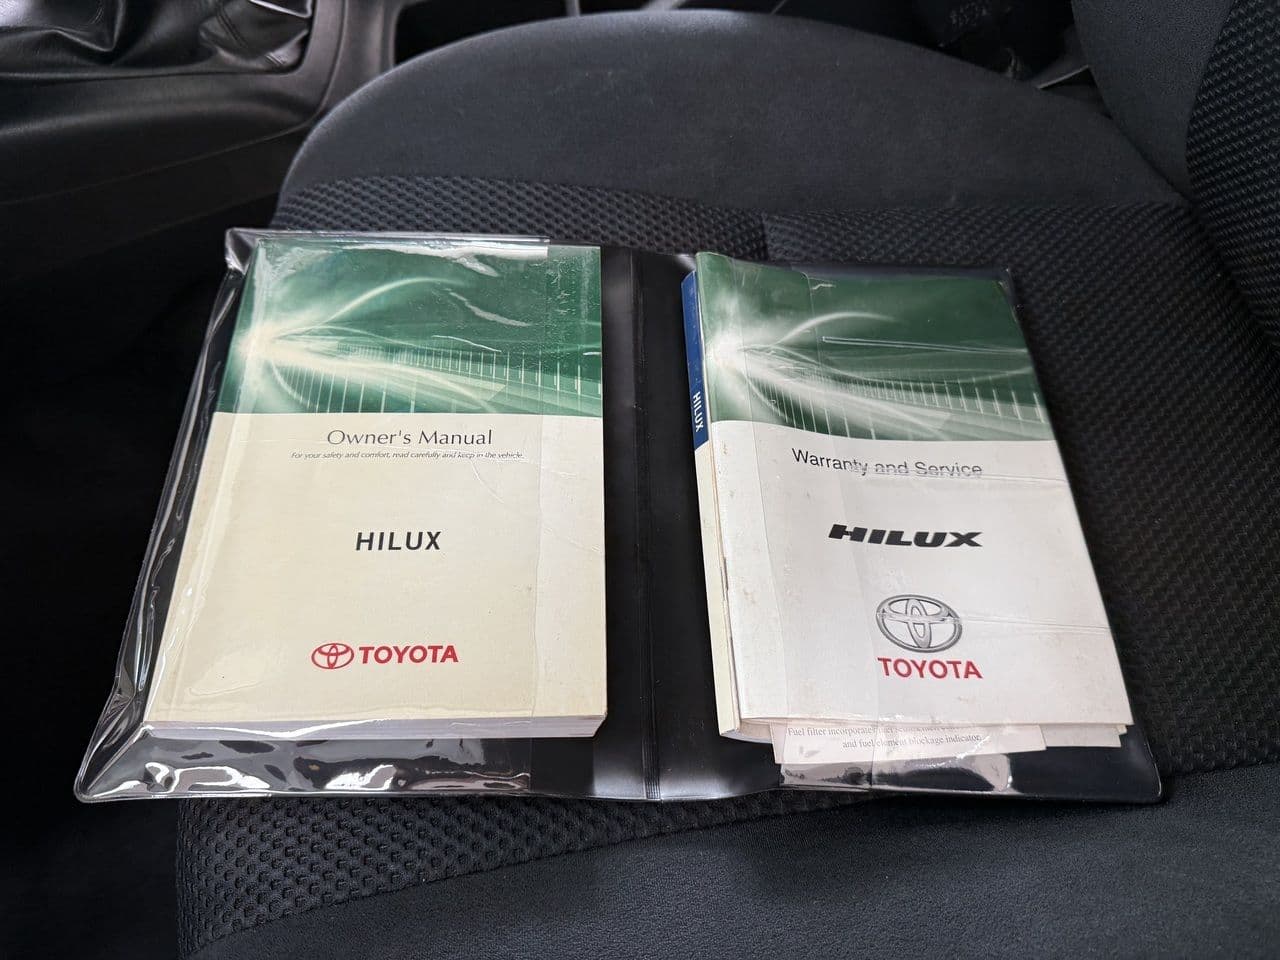 Owner's Manual
For your safety and comfort, read carefully and keep in the vehicle.
HILUX
TOYOTA
HILUX
Warranty and Service
HILUX
TOYOTA
Fuel filter incorporates
and fuel element blockage indicator.